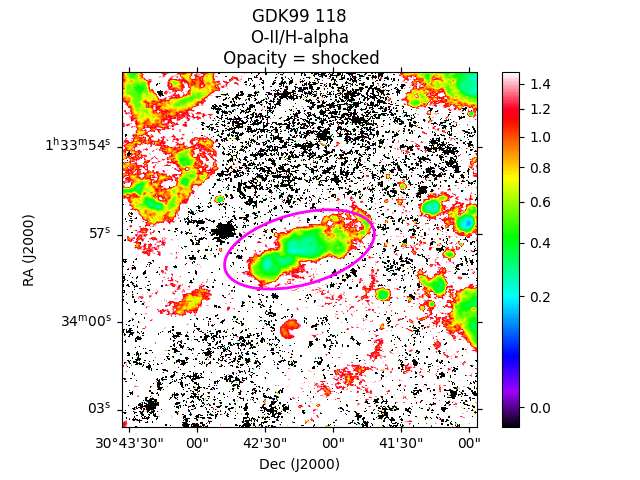 GDK99 118
O-II/H-alpha
Opacity = shocked
1.4
1.2
1.0
0.8
0.6
0.4
0.2
0.0
1ʰ33ᵐ54ˢ
57ˢ
34ᵐ00ˢ
03ˢ
RA (J2000)
30°43'30" 00" 42'30" 00" 41'30" 00"
Dec (J2000)